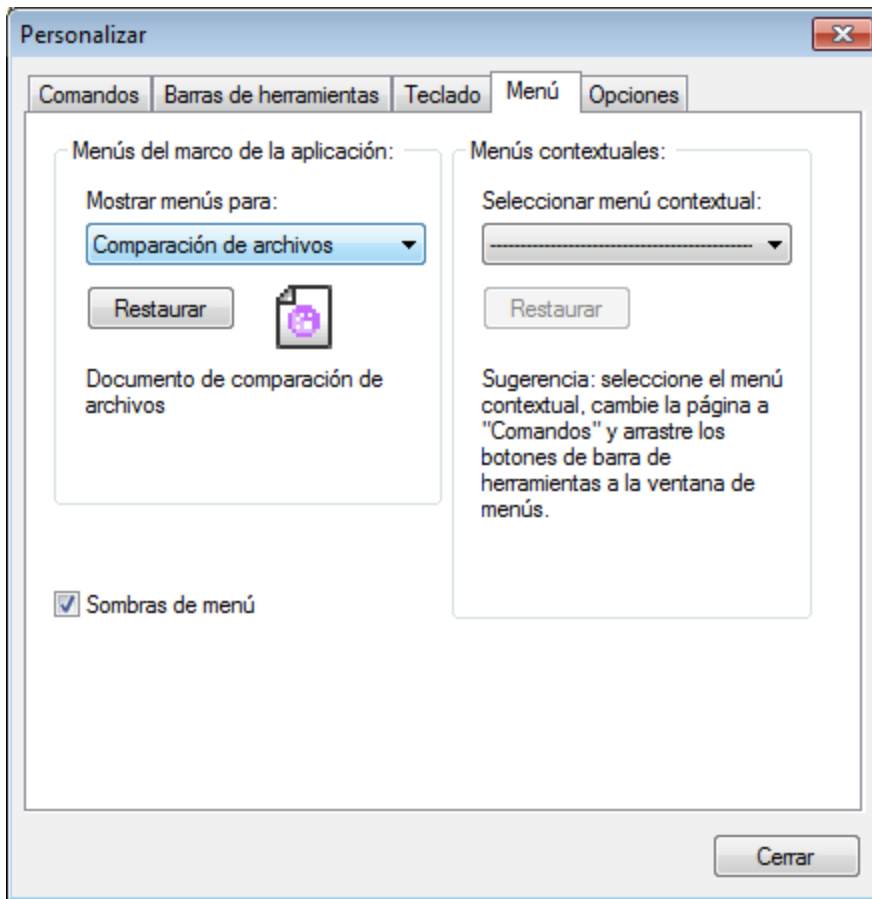 Personalizar
Comandos
Barras de herramientas
Teclado
Menú
Opciones
Menús del marco de la aplicación:
Mostrar menús para:
Comparación de archivos
Restaurar
Documento de comparación de
archivos
Menús contextuales:
Seleccionar menú contextual:
--------------------------------------------
Restaurar
Sugerencia: seleccione el menú
contextual, cambie la página a
"Comandos" y arrastre los
botones de barra de
herramientas a la ventana de
menús.
Sombras de menú
Cerrar